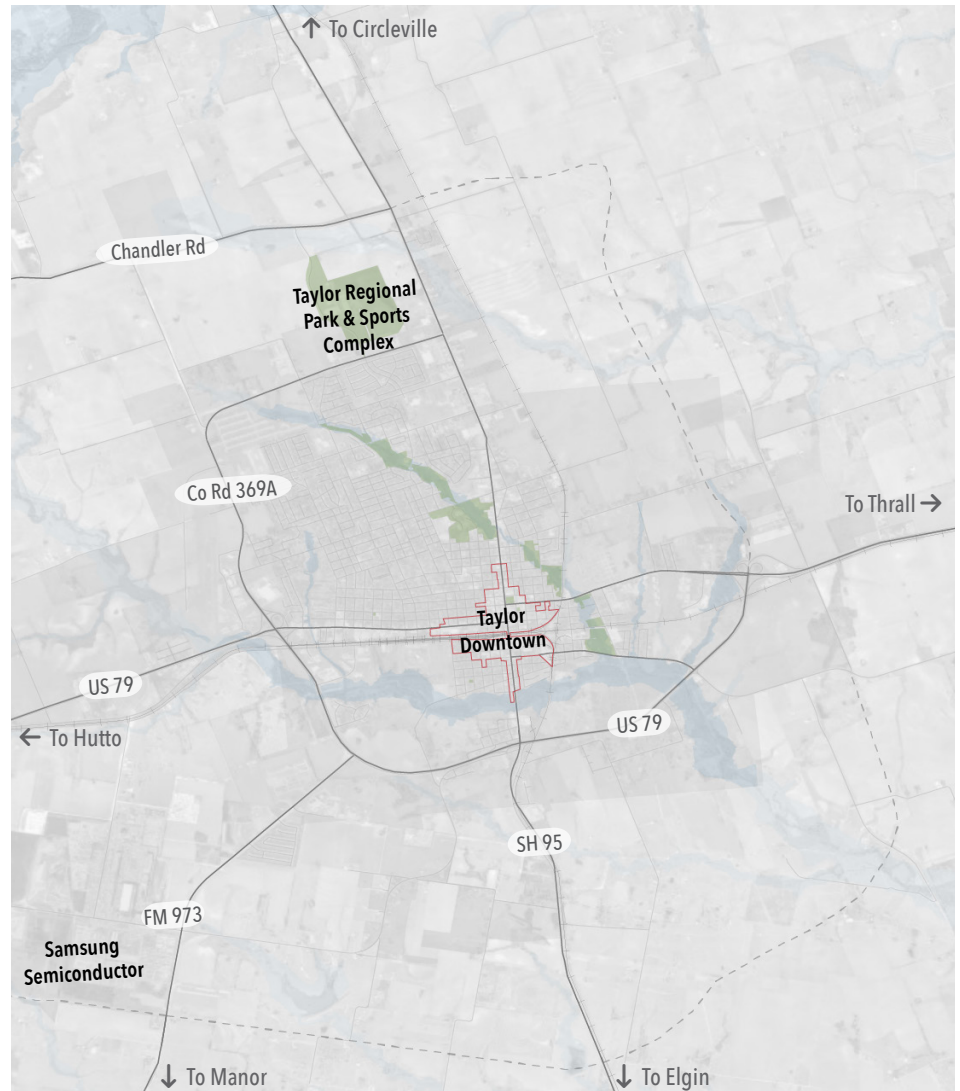 ↑ To Circleville
Chandler Rd
Taylor Regional
Park & Sports
Complex
Co Rd 369A
To Thrall →
Taylor
Downtown
US 79
← To Hutto
US 79
SH 95
FM 973
Samsung
Semiconductor
↓ To Manor
↓ To Elgin